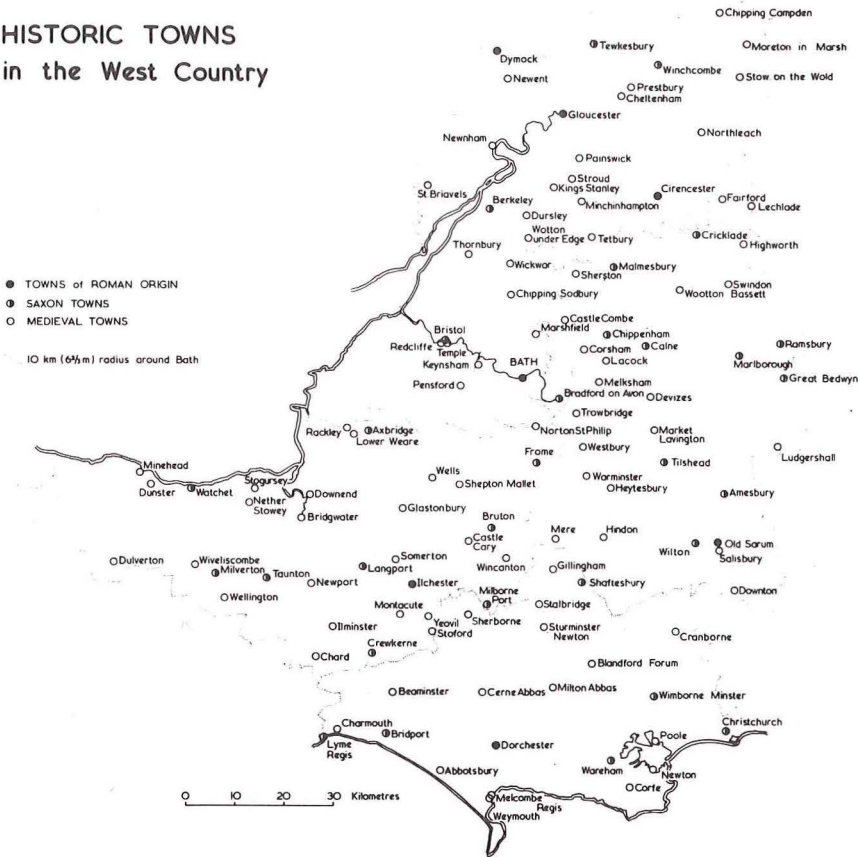 HISTORIC TOWNS
in the West Country
Chipping Campden
Tewkesbury
Moreton in Marsh
Dymock
Winchcombe
Newent
Stow on the Wold
Prestbury
Cheltenham
Gloucester
Newnham
Northleach
Painswick
Stroud
St Briavels
Kings Stanley
Cirencester
Berkeley
Minchinhampton
Fairford
Lechlade
Dursley
Wotton
under Edge
Tetbury
Cricklade
Highworth
Thornbury
Wickwar
Malmesbury
Sherston
TOWNS of ROMAN ORIGIN
SAXON TOWNS
MEDIEVAL TOWNS
Swindon
Wootton Bassett
Chipping Sodbury
Castle Combe
Bristol
Marshfield
Chippenham
Redcliffe
Temple
Calne
Ramsbury
10 km (6⅔ m) radius around Bath
Corsham
Keynsham
BATH
Lacock
Marlborough
Great Bedwyn
Pensford
Melksham
Bradford on Avon
Devizes
Trowbridge
Rackley
Axbridge
Lower Weare
Norton St Philip
Market
Lavington
Westbury
Frome
Tilshead
Ludgershall
Minehead
Wells
Dunster
Watchet
Stogursey
Shepton Mallet
Warminster
Heytesbury
Nether
Stowey
Downend
Amesbury
Glastonbury
Bridgwater
Bruton
Castle
Cary
Mere
Hindon
Wilton
Old Sarum
Salisbury
Dulverton
Wiveliscombe
Milverton
Taunton
Somerton
Langport
Wincanton
Gillingham
Newport
Ilchester
Shaftesbury
Wellington
Milborne
Port
Downton
Montacute
Stalbridge
Yeovil
Stoford
Sherborne
Ilminster
Sturminster
Newton
Cranborne
Crewkerne
Chard
Blandford Forum
Beaminster
Cerne Abbas
Milton Abbas
Wimborne Minster
Charmouth
Christchurch
Lyme
Regis
Bridport
Dorchester
Poole
Wareham
Abbotsbury
Newton
Corfe
0 10 20 30 Kilometres
Melcombe
Regis
Weymouth